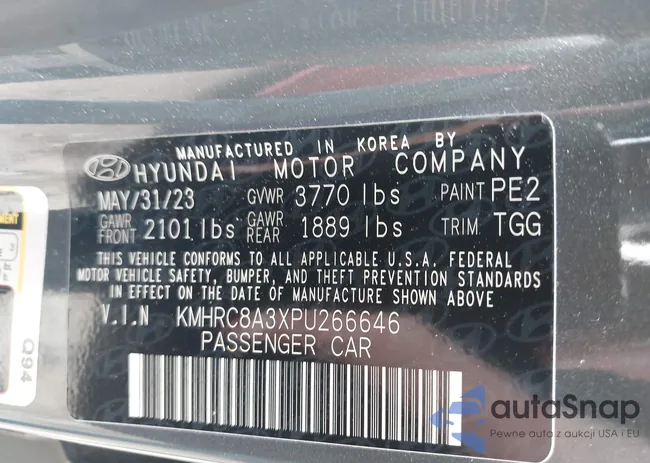 MANUFACTURED IN KOREA BY
HYUNDAI MOTOR COMPANY
MAY/31/23 GVWR 3770 lbs PAINT PE2
GAWR FRONT 2101 lbs GAWR REAR 1889 lbs TRIM TGG
THIS VEHICLE CONFORMS TO ALL APPLICABLE U.S.A. FEDERAL
MOTOR VEHICLE SAFETY, BUMPER, AND THEFT PREVENTION STANDARDS
IN EFFECT ON THE DATE OF MANUFACTURE SHOWN ABOVE.
V.I.N KMHRC8A3XPU266646
PASSENGER CAR
Q94
autoSnap
Pewne auta z aukcji USA i EU